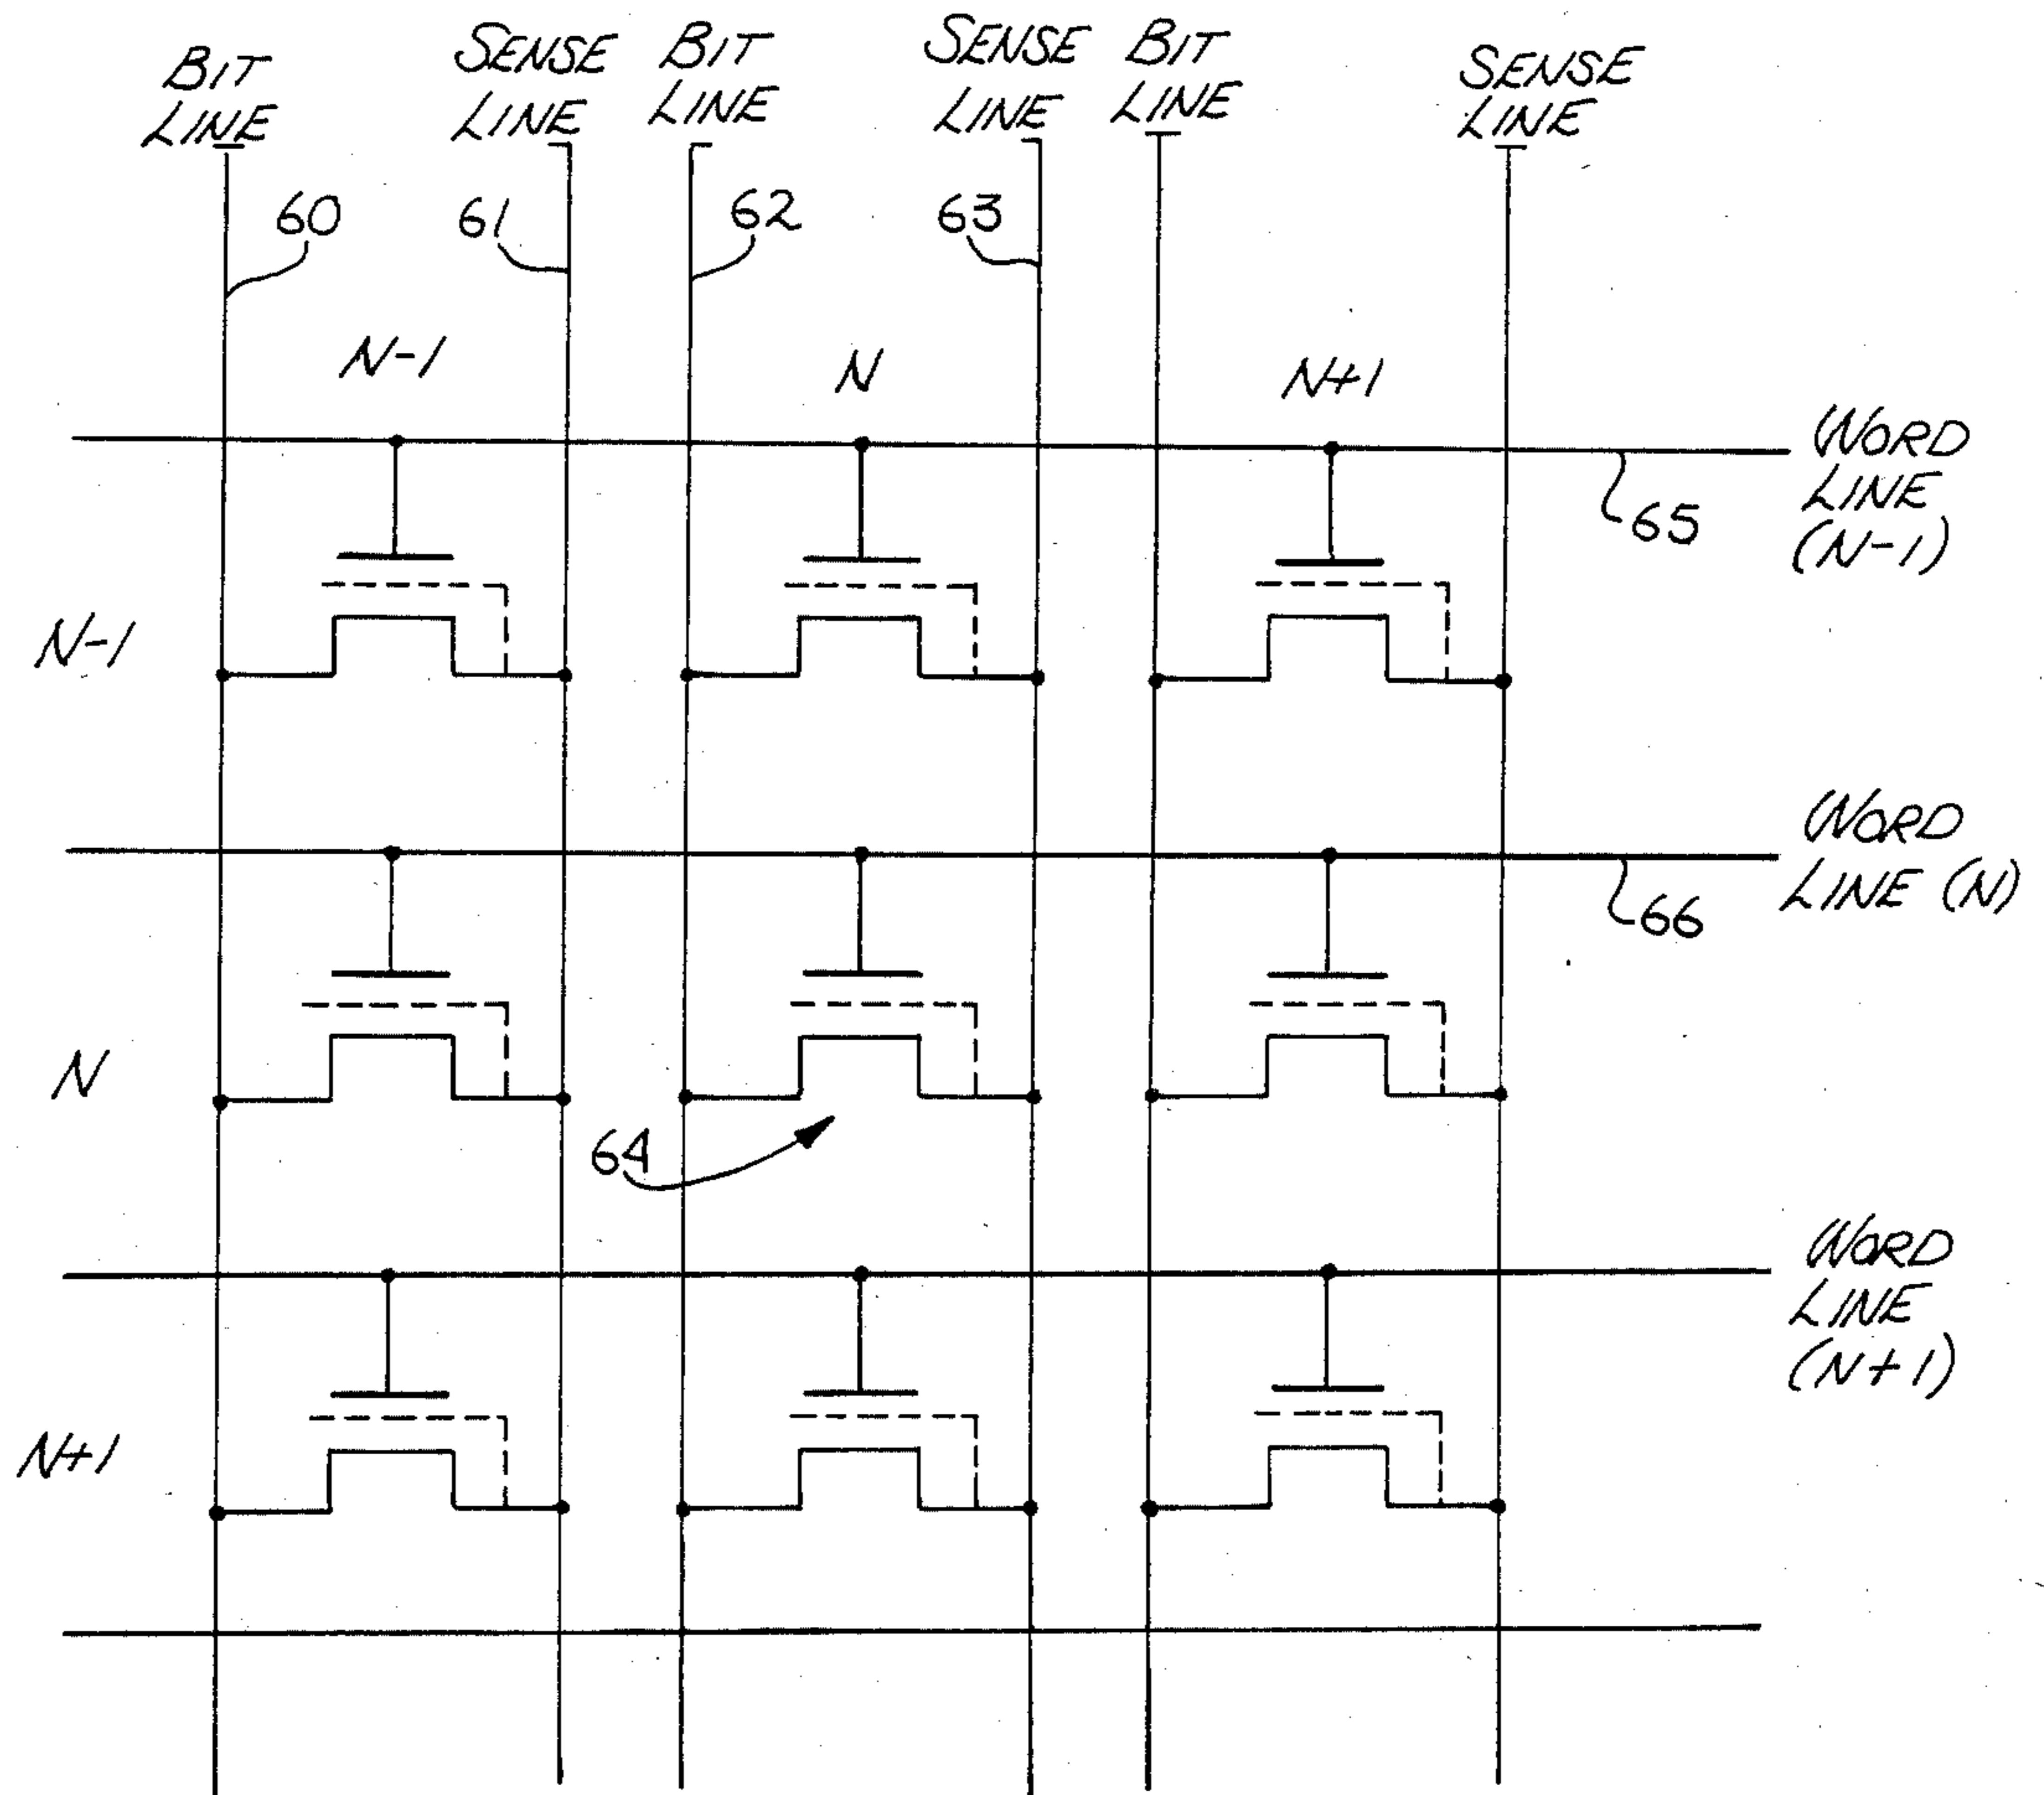 BIT
LINE
SENSE
LINE
BIT
LINE
SENSE
LINE
BIT
LINE
SENSE
LINE
60
61
62
63
N-1
N
N+1
WORD
LINE
(N-1)
65
N-1
WORD
LINE (N)
66
N
64
WORD
LINE
(N+1)
N+1